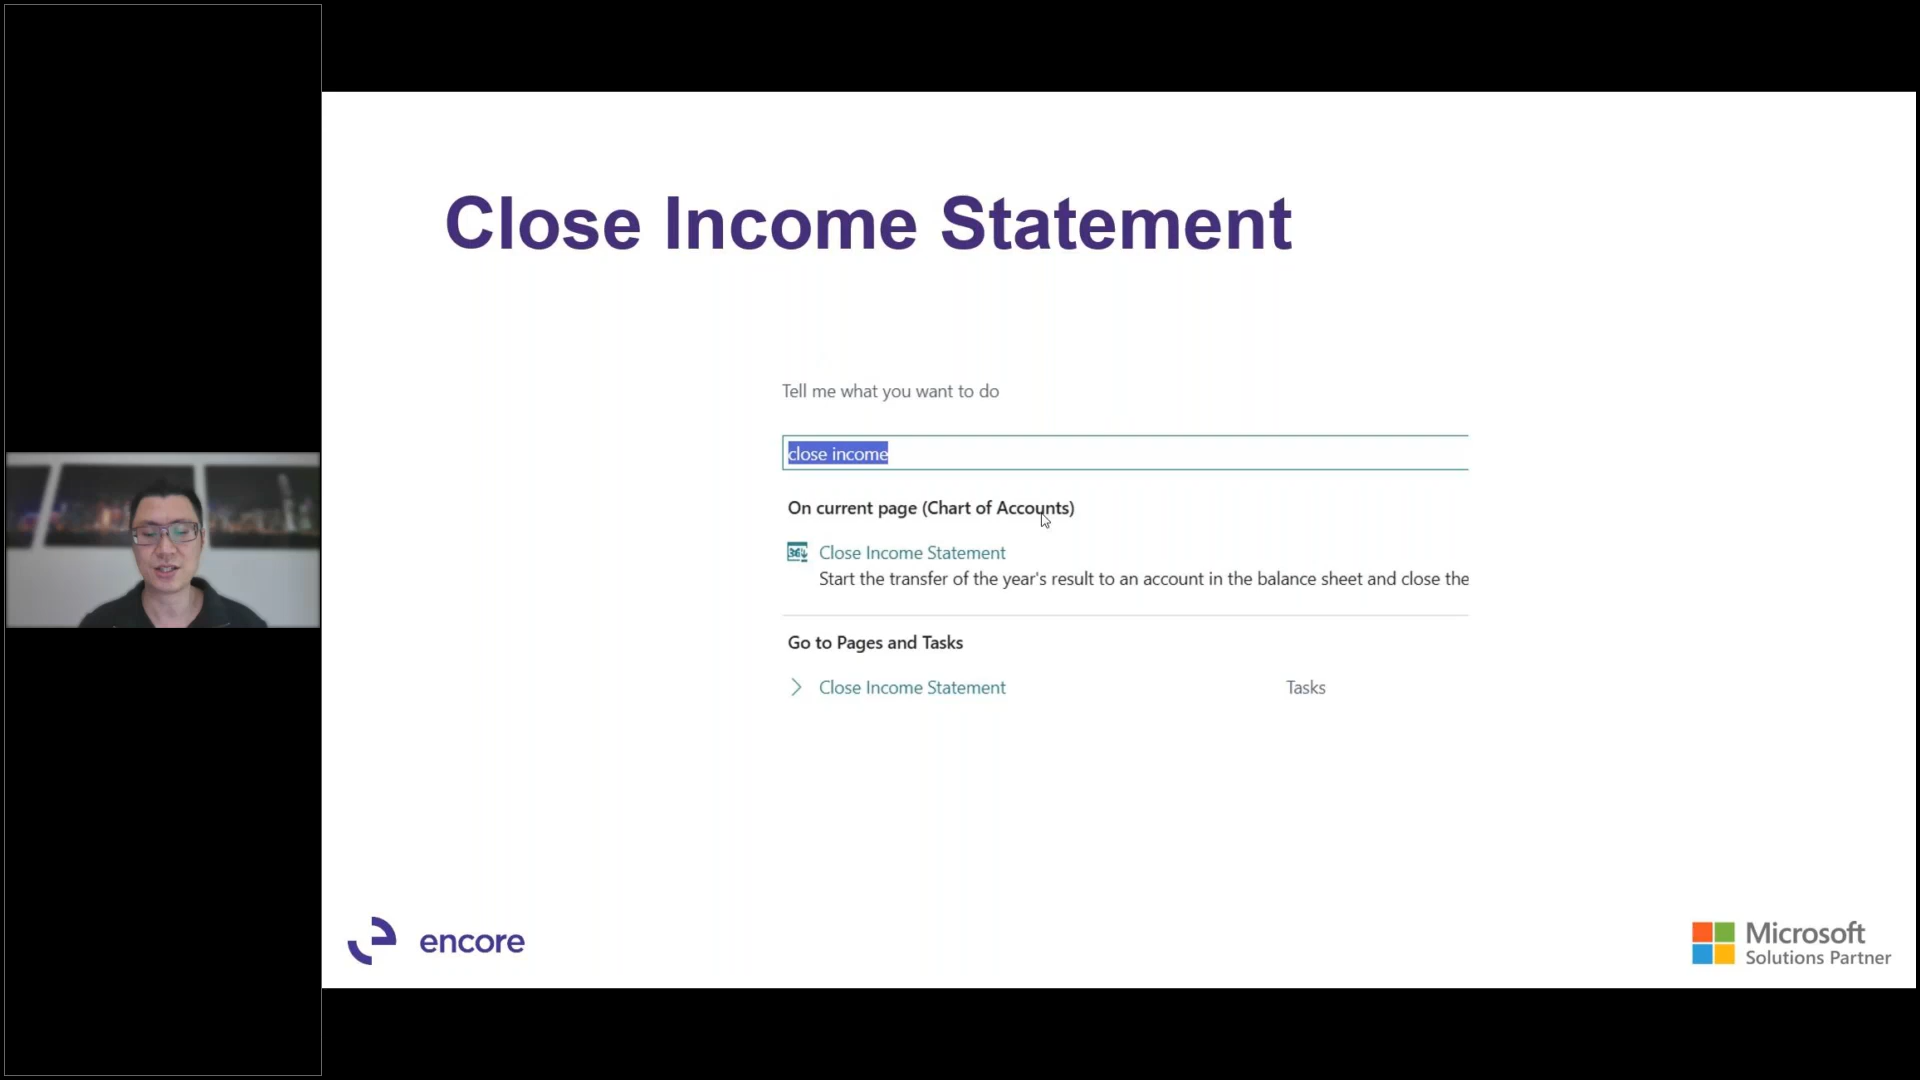 Close Income Statement
Tell me what you want to do
close income
On current page (Chart of Accounts)
Close Income Statement
Start the transfer of the year's result to an account in the balance sheet and close the
Go to Pages and Tasks
Close Income Statement Tasks
encore
Microsoft
Solutions Partner